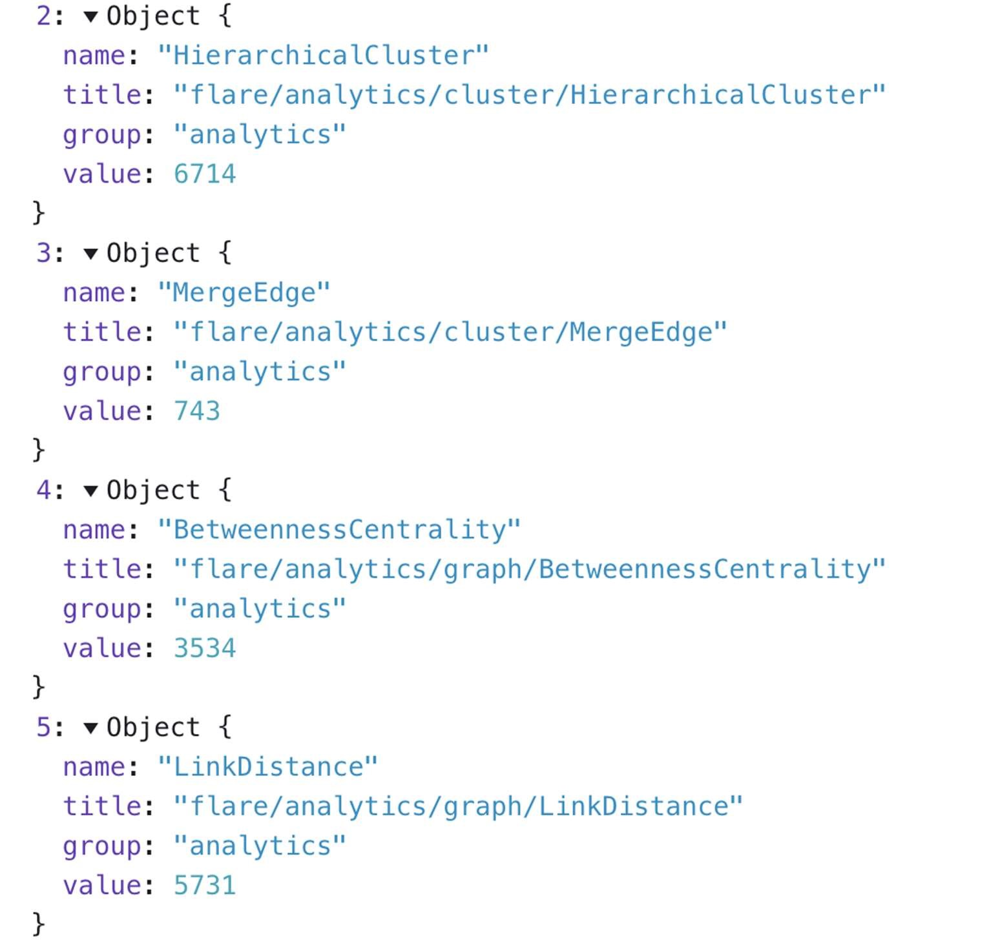 2: ▼ Object {
name: "HierarchicalCluster"
title: "flare/analytics/cluster/HierarchicalCluster"
group: "analytics"
value: 6714
}
3: ▼ Object {
name: "MergeEdge"
title: "flare/analytics/cluster/MergeEdge"
group: "analytics"
value: 743
}
4: ▼ Object {
name: "BetweennessCentrality"
title: "flare/analytics/graph/BetweennessCentrality"
group: "analytics"
value: 3534
}
5: ▼ Object {
name: "LinkDistance"
title: "flare/analytics/graph/LinkDistance"
group: "analytics"
value: 5731
}